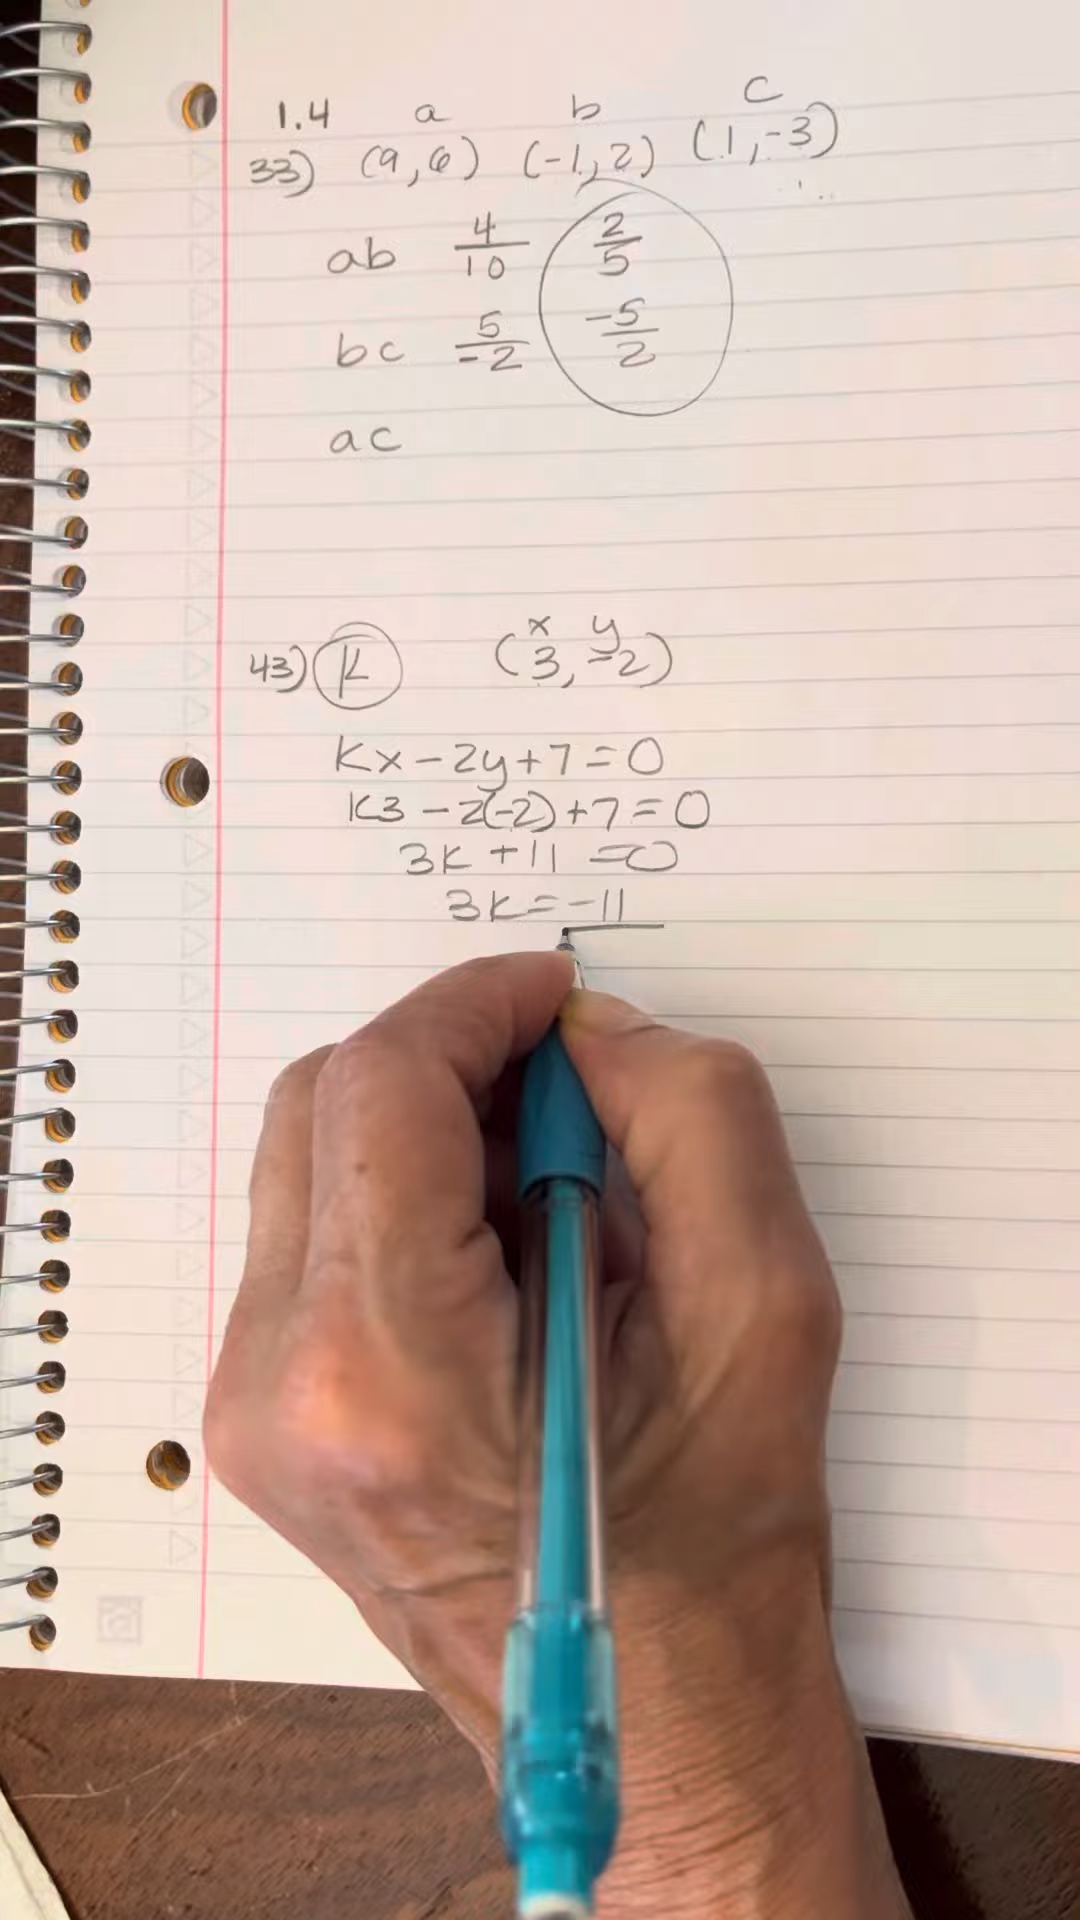 1.4 a b c
33) (9,6) (-1,2) (1,-3)
ab 4/10 2/5
bc 5/-2 -5/2
ac
x y
43) K (3,-2)
Kx-2y+7=0
K3-2(-2)+7=0
3K+11=0
3K=-11